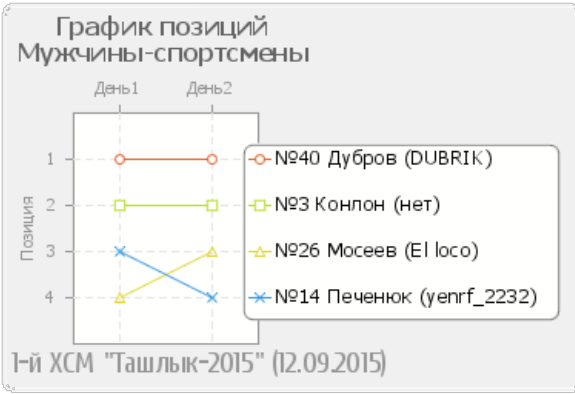 График позиций
Мужчины-спортсмены
День1 День2
Позиция
1
2
3
4
№40 Дубров (DUBRIK)
№3 Конлон (нет)
№26 Мосеев (El loco)
№14 Печенюк (yenrf_2232)
1-й ХСМ "Ташлык-2015" (12.09.2015)